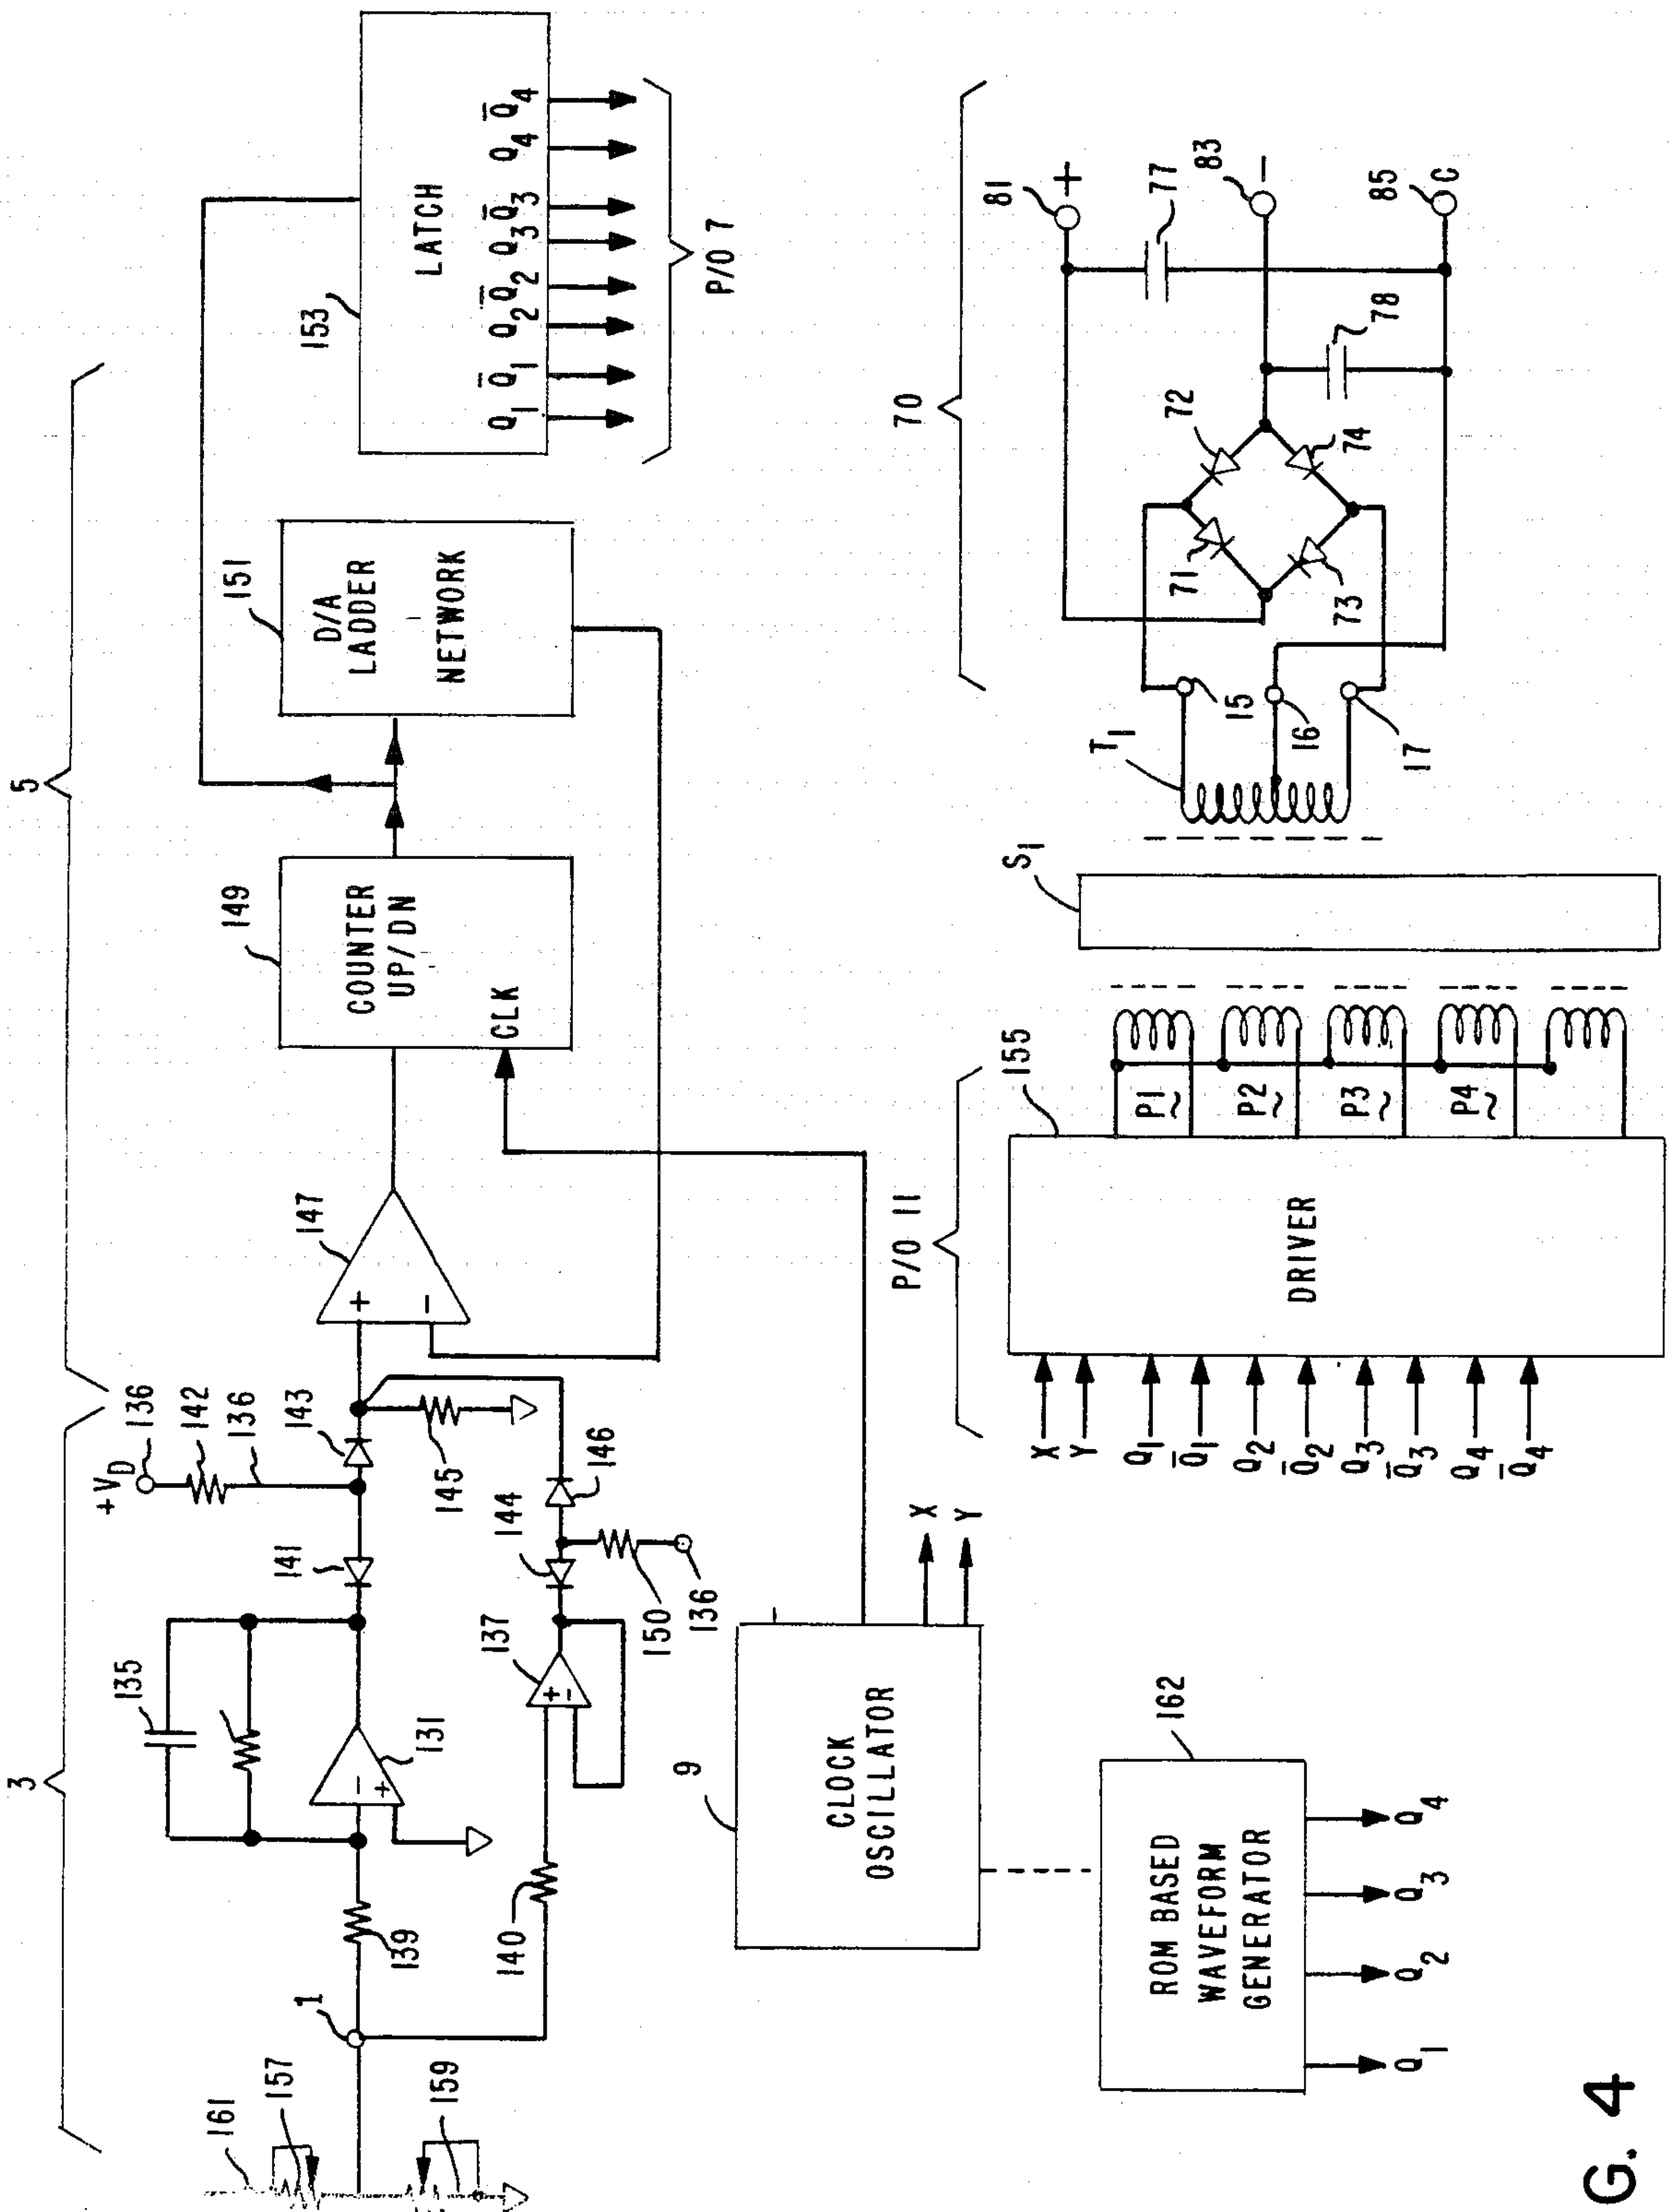 3
5
161
157
159
1
139
140
135
131
137
141
+V_D
136
142
136
143
145
144
146
150
136
+
-
+
-
+
-
147
149
COUNTER
UP/DN
CLK
151
D/A
LADDER
NETWORK
153
LATCH
Q1 Q̄1 Q2 Q̄2 Q3 Q̄3 Q4 Q̄4
P/O 7
9
CLOCK
OSCILLATOR
X
Y
162
ROM BASED
WAVEFORM
GENERATOR
Q1 Q2 Q3 Q4
P/O 11
155
X
Y
Q1
Q̄1
Q2
Q̄2
Q3
Q̄3
Q4
Q̄4
DRIVER
P1
P2
P3
P4
S1
T1
15
16
17
70
71
72
73
74
77
78
81
+
83
-
85
C
G. 4